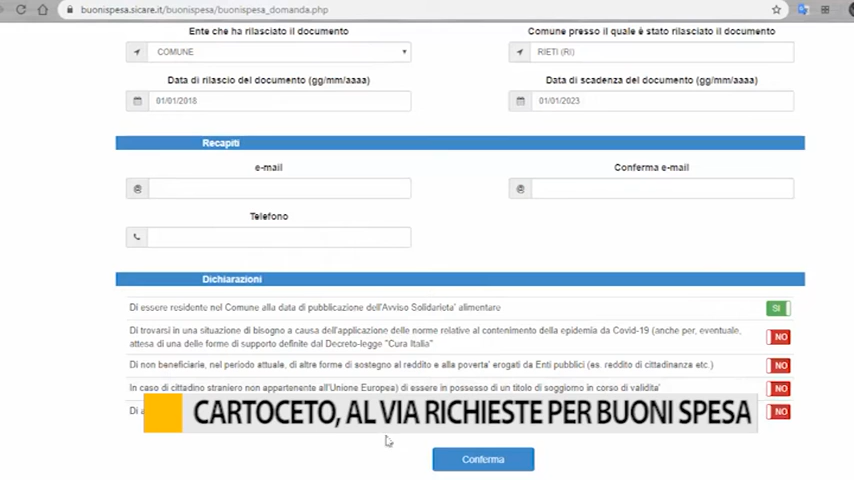 buonispesa.sicare.it/buonispesa/buonispesa_domanda.php
Ente che ha rilasciato il documento
Comune presso il quale è stato rilasciato il documento
COMUNE
RIETI (RI)
Data di rilascio del documento (gg/mm/aaaa)
Data di scadenza del documento (gg/mm/aaaa)
01/01/2018
01/01/2023
Recapiti
e-mail
Conferma e-mail
@
@
Telefono
Dichiarazioni
Di essere residente nel Comune alla data di pubblicazione dell'Avviso Solidarieta' alimentare
SI
Di trovarsi in una situazione di bisogno a causa dell'applicazione delle norme relative al contenimento della epidemia da Covid-19 (anche per, eventuale,
attesa di una delle forme di supporto definite dal Decreto-legge "Cura Italia"
NO
Di non beneficiarie, nel periodo attuale, di altre forme di sostegno al reddito e alla poverta' erogati da Enti pubblici (es. reddito di cittadinanza etc.)
NO
In caso di cittadino straniero non appartenente all'Unione Europea) di essere in possesso di un titolo di soggiorno in corso di validita'
NO
Di
NO
CARTOCETO, AL VIA RICHIESTE PER BUONI SPESA
Conferma